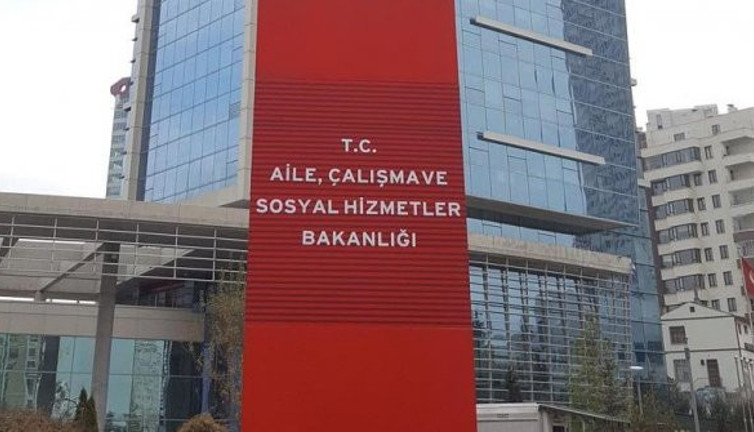 T.C.
AİLE, ÇALIŞMAVE
SOSYAL HİZMETLER
BAKANLIĞI